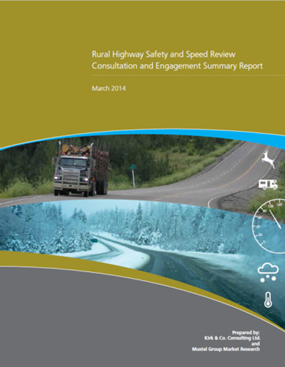 Rural Highway Safety and Speed Review
Consultation and Engagement Summary Report
March 2014
Prepared by:
Kirk & Co. Consulting Ltd.
and
Mustel Group Market Research